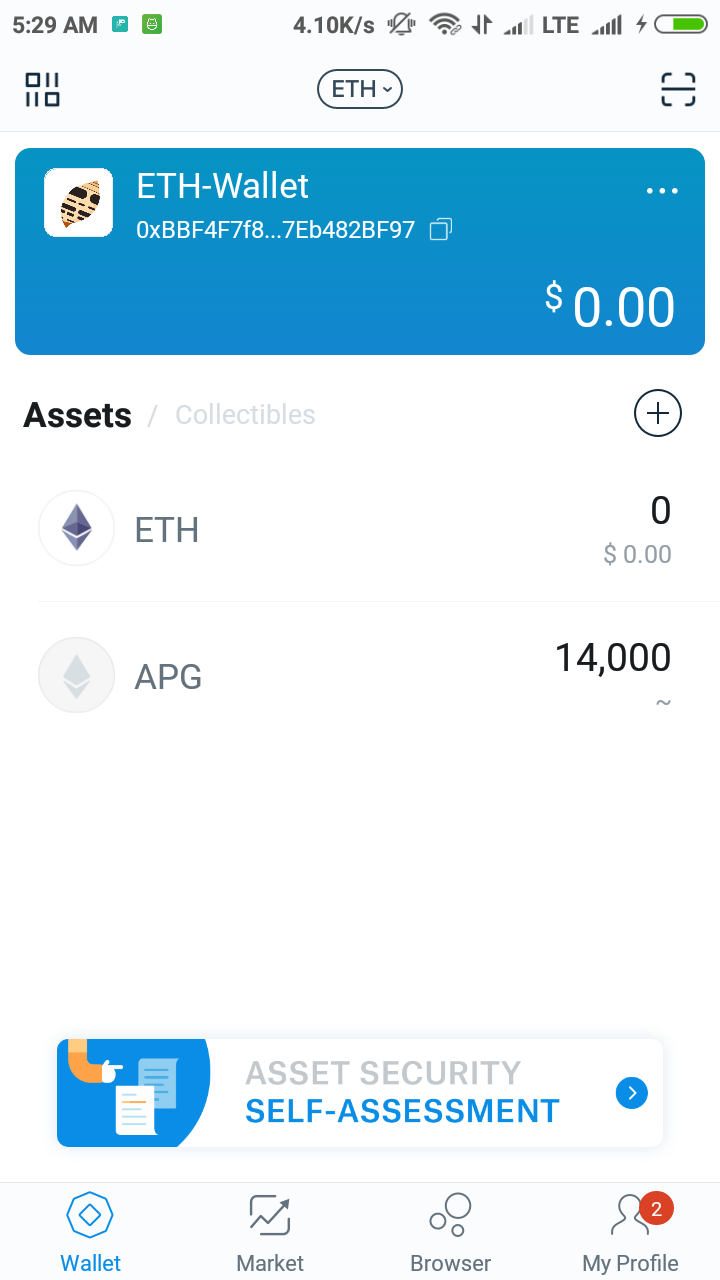 5:29 AM 4.10K/s LTE
ETH
ETH-Wallet
0xBBF4F7f8...7Eb482BF97
$ 0.00
Assets / Collectibles
ETH
0
$ 0.00
APG
14,000
~
ASSET SECURITY
SELF-ASSESSMENT
2
Wallet Market Browser My Profile